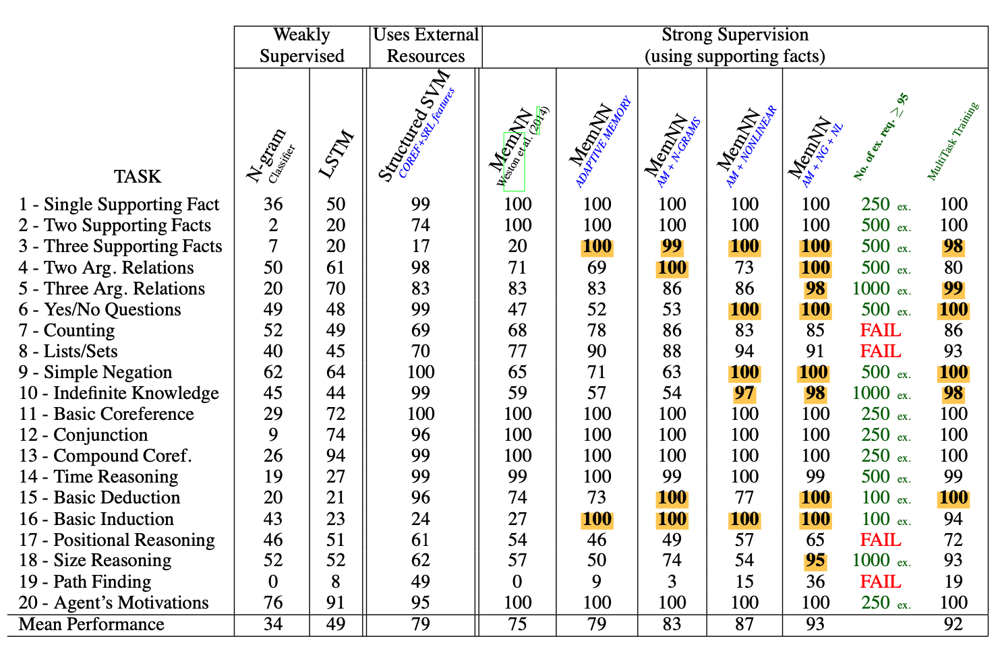 Weakly Supervised Uses External Resources Strong Supervision (using supporting facts)
TASK N-gram Classifier LSTM Structured SVM COREF+SRL features MemNN Weston et al. (2014) MemNN ADAPTIVE MEMORY MemNN AM + N-GRAMS MemNN AM + NONLINEAR MemNN AM + NG + NL No. of ex. req. ≥ 95 MultiTask Training
1 - Single Supporting Fact 36 50 99 100 100 100 100 100 250 ex. 100
2 - Two Supporting Facts 2 20 74 100 100 100 100 100 500 ex. 100
3 - Three Supporting Facts 7 20 17 20 100 99 100 100 500 ex. 98
4 - Two Arg. Relations 50 61 98 71 69 100 73 100 500 ex. 80
5 - Three Arg. Relations 20 70 83 83 83 86 86 98 1000 ex. 99
6 - Yes/No Questions 49 48 99 47 52 53 100 100 500 ex. 100
7 - Counting 52 49 69 68 78 86 83 85 FAIL 86
8 - Lists/Sets 40 45 70 77 90 88 94 91 FAIL 93
9 - Simple Negation 62 64 100 65 71 63 100 100 500 ex. 100
10 - Indefinite Knowledge 45 44 99 59 57 54 97 98 1000 ex. 98
11 - Basic Coreference 29 72 100 100 100 100 100 100 250 ex. 100
12 - Conjunction 9 74 96 100 100 100 100 100 250 ex. 100
13 - Compound Coref. 26 94 99 100 100 100 100 100 250 ex. 100
14 - Time Reasoning 19 27 99 99 100 99 100 99 500 ex. 99
15 - Basic Deduction 20 21 96 74 73 100 77 100 100 ex. 100
16 - Basic Induction 43 23 24 27 100 100 100 100 100 ex. 94
17 - Positional Reasoning 46 51 61 54 46 49 57 65 FAIL 72
18 - Size Reasoning 52 52 62 57 50 74 54 95 1000 ex. 93
19 - Path Finding 0 8 49 0 9 3 15 36 FAIL 19
20 - Agent's Motivations 76 91 95 100 100 100 100 100 250 ex. 100
Mean Performance 34 49 79 75 79 83 87 93 92